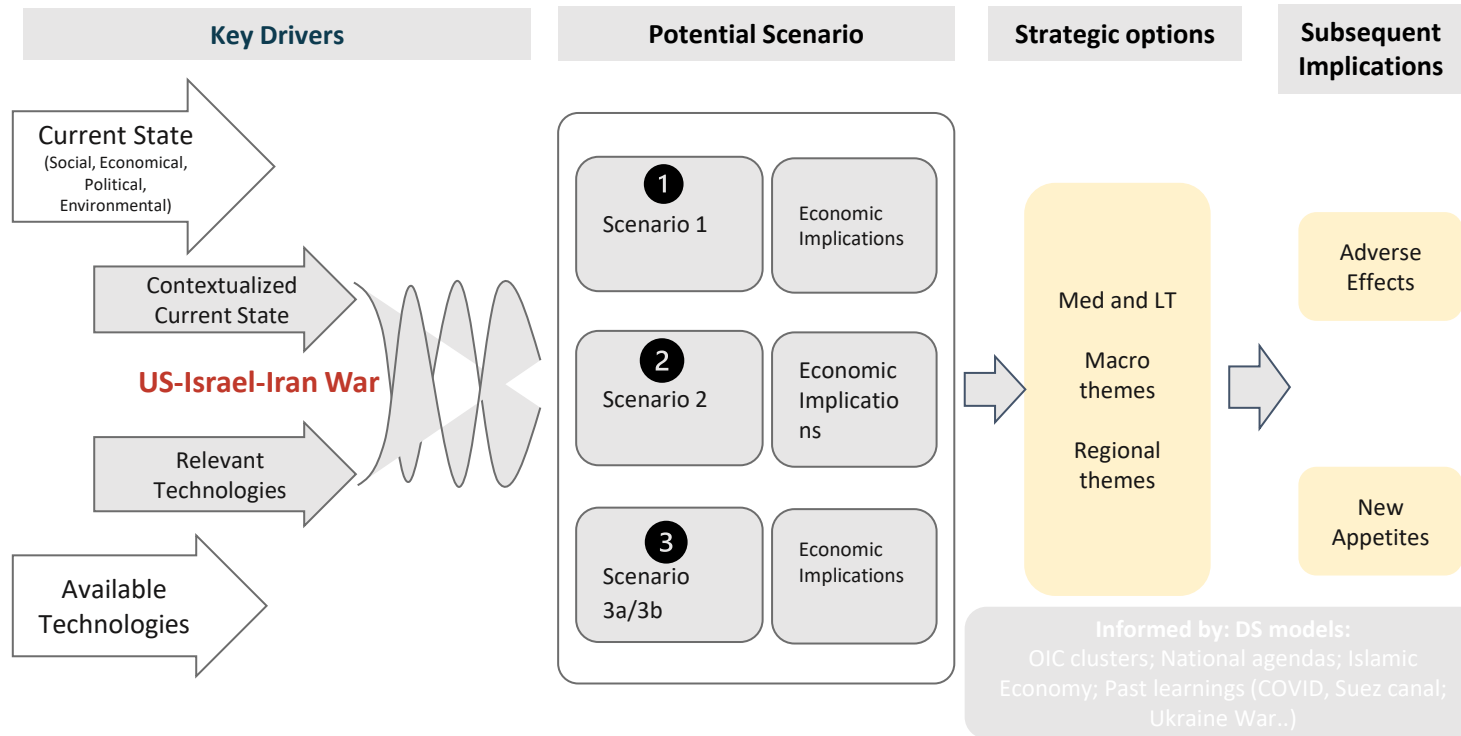 Key Drivers
Potential Scenario
Strategic options
Subsequent
Implications
Current State
(Social, Economical,
Political,
Environmental)
Contextualized
Current State
US-Israel-Iran War
Relevant
Technologies
Available
Technologies
1
Scenario 1
Economic
Implications
2
Scenario 2
Economic
Implicatio
ns
3
Scenario
3a/3b
Economic
Implications
Med and LT
Macro
themes
Regional
themes
Adverse
Effects
New
Appetites
Informed by: DS models:
OIC clusters; National agendas; Islamic
Economy; Past learnings (COVID, Suez canal;
Ukraine War..)